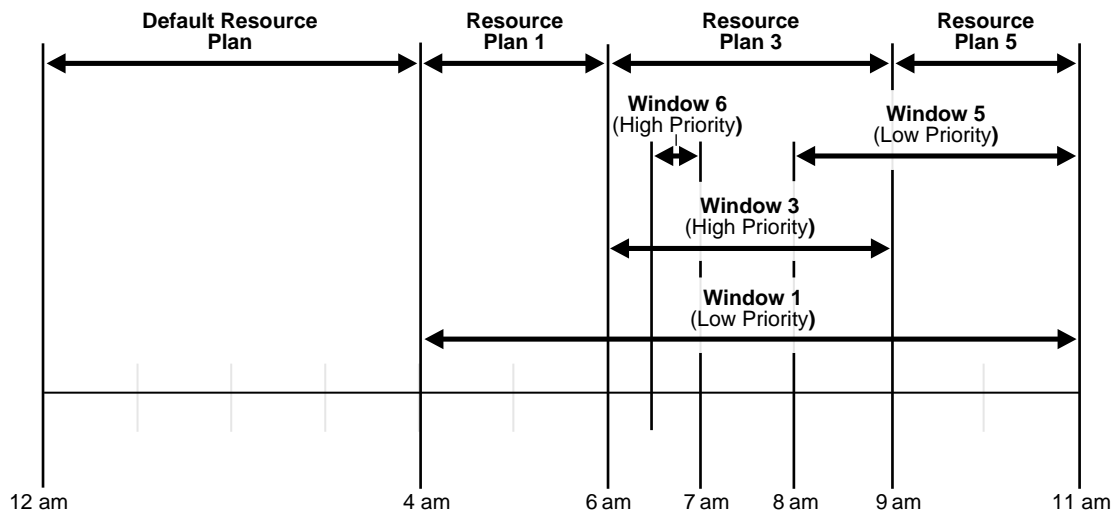 Default Resource
Plan
Resource
Plan 1
Resource
Plan 3
Resource
Plan 5
Window 6
(High Priority)
Window 5
(Low Priority)
Window 3
(High Priority)
Window 1
(Low Priority)
12 am
4 am
6 am
7 am
8 am
9 am
11 am